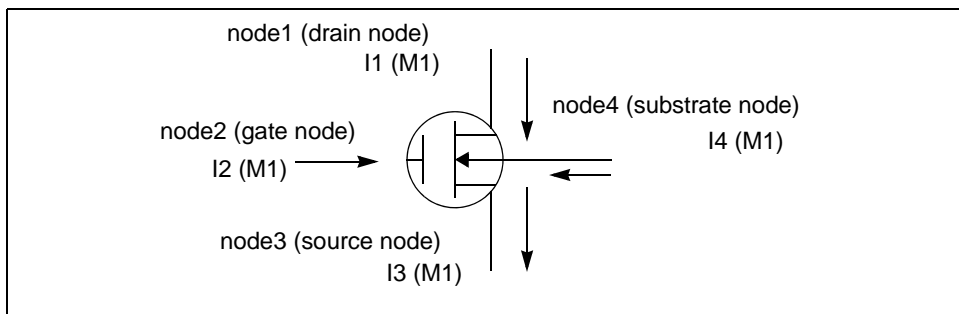 node1 (drain node)
I1 (M1)
node4 (substrate node)
I4 (M1)
node2 (gate node)
I2 (M1)
node3 (source node)
I3 (M1)